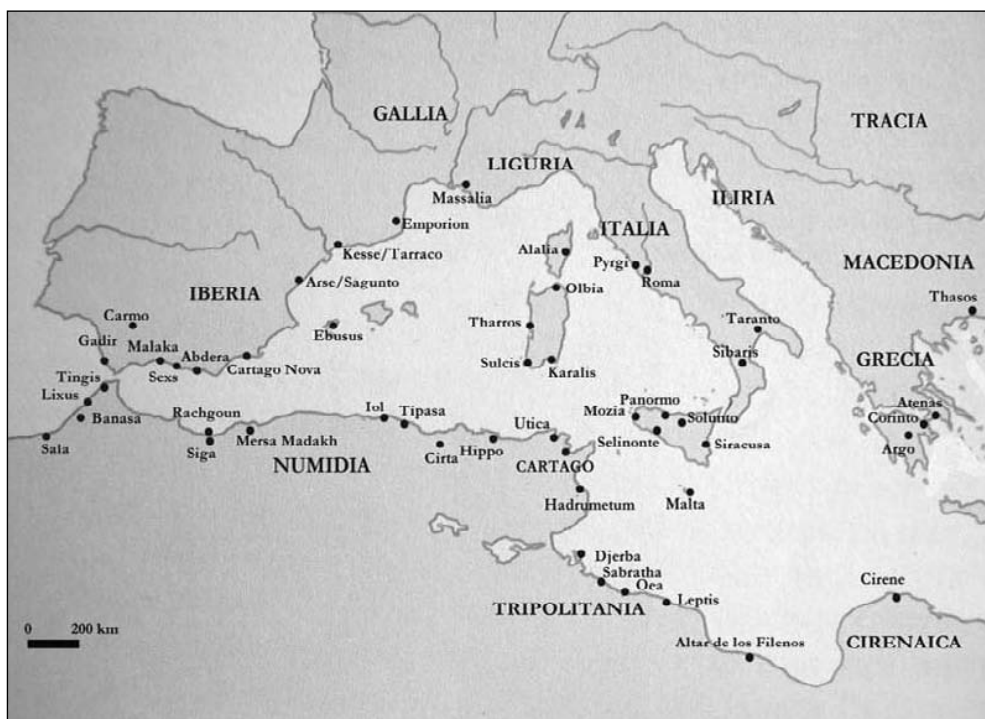 GALLIA
TRACIA
LIGURIA
Massalia
ILIRIA
Emporion
ITALIA
Kesse/Tarraco
Alalia
Pyrgi
Roma
MACEDONIA
Arse/Sagunto
Olbia
IBERIA
Thasos
Carmo
Ebusus
Tharros
Taranto
Gadir
Malaka
Abdera
Sexs
Cartago Nova
Sulcis
Karalis
Sibaris
GRECIA
Tingis
Lixus
Banasa
Sala
Rachgoun
Siga
Mersa Madakh
Iol
Tipasa
Cirta
Hippo
Utica
CARTAGO
NUMIDIA
Mozia
Panormo
Solunto
Selinonte
Siracusa
Atenas
Corinto
Argo
Hadrumetum
Malta
Djerba
Sabratha
Oea
Leptis
TRIPOLITANIA
Cirene
CIRENAICA
Altar de los Filenos
0 200 km